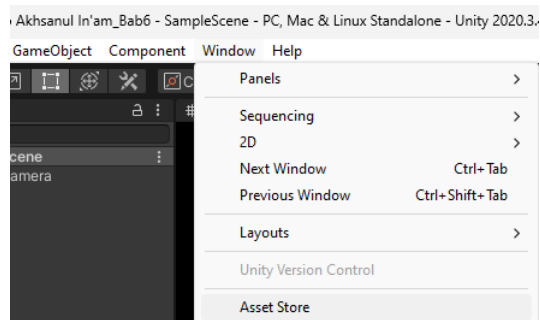 Akhsanul In'am_Bab6 - SampleScene - PC, Mac & Linux Standalone - Unity 2020.3.
GameObject Component Window Help
Panels
Sequencing
2D
Next Window Ctrl+Tab
Previous Window Ctrl+Shift+Tab
Layouts
Unity Version Control
Asset Store
C
#
cene
amera